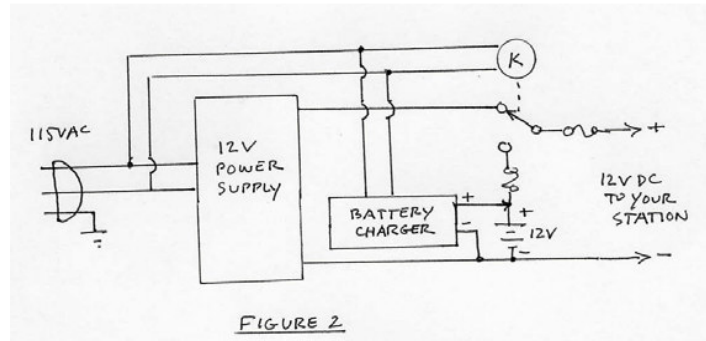 K
115VAC
12V
POWER
SUPPLY
+
12V DC
TO YOUR
STATION
BATTERY
CHARGER
+
-
+
12V
-
-
FIGURE 2